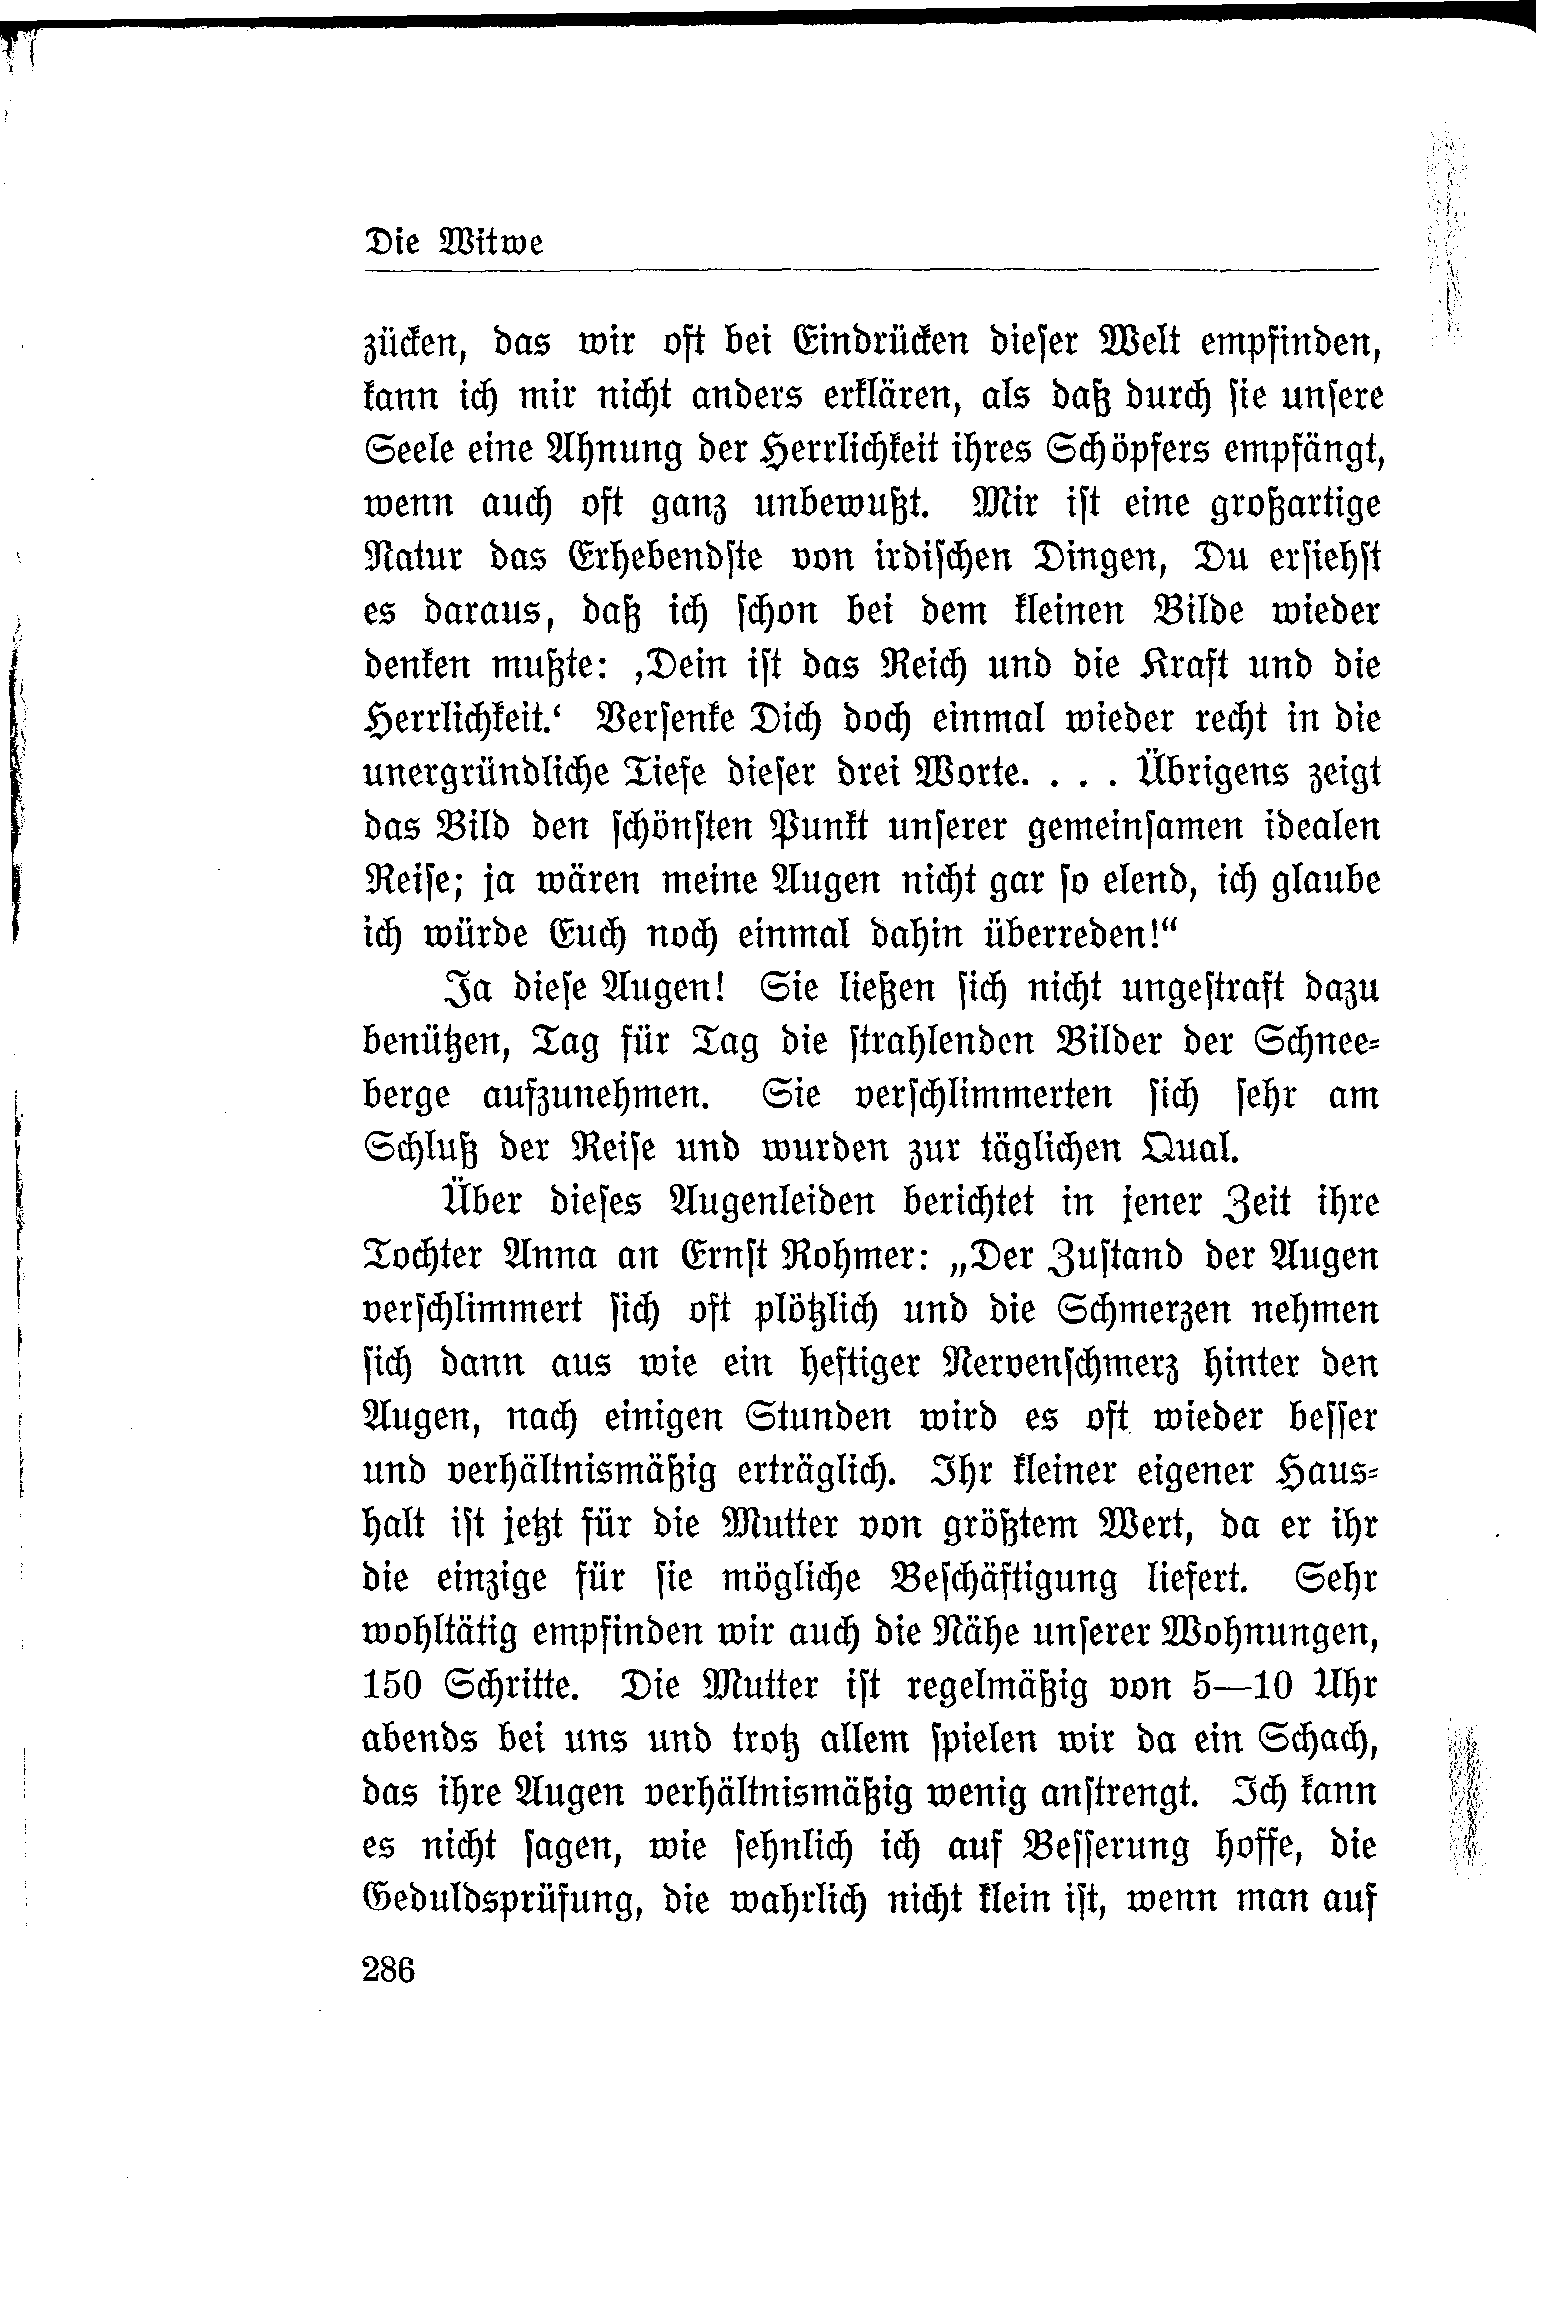 Die Witwe
zücken, das wir oft bei Eindrücken dieser Welt empfinden,
kann ich mir nicht anders erklären, als daß durch sie unsere
Seele eine Ahnung der Herrlichkeit ihres Schöpfers empfängt,
wenn auch oft ganz unbewußt. Mir ist eine großartige
Natur das Erhebendste von irdischen Dingen, Du ersiehst
es daraus, daß ich schon bei dem kleinen Bilde wieder
denken mußte: ‚Dein ist das Reich und die Kraft und die
Herrlichkeit.‘ Versenke Dich doch einmal wieder recht in die
unergründliche Tiefe dieser drei Worte. . . . Übrigens zeigt
das Bild den schönsten Punkt unserer gemeinsamen idealen
Reise; ja wären meine Augen nicht gar so elend, ich glaube
ich würde Euch noch einmal dahin überreden!“
Ja diese Augen! Sie ließen sich nicht ungestraft dazu
benützen, Tag für Tag die strahlenden Bilder der Schnee-
berge aufzunehmen. Sie verschlimmerten sich sehr am
Schluß der Reise und wurden zur täglichen Qual.
Über dieses Augenleiden berichtet in jener Zeit ihre
Tochter Anna an Ernst Rohmer: „Der Zustand der Augen
verschlimmert sich oft plötzlich und die Schmerzen nehmen
sich dann aus wie ein heftiger Nervenschmerz hinter den
Augen, nach einigen Stunden wird es oft wieder besser
und verhältnismäßig erträglich. Ihr kleiner eigener Haus-
halt ist jetzt für die Mutter von größtem Wert, da er ihr
die einzige für sie mögliche Beschäftigung liefert. Sehr
wohltätig empfinden wir auch die Nähe unserer Wohnungen,
150 Schritte. Die Mutter ist regelmäßig von 5—10 Uhr
abends bei uns und trotz allem spielen wir da ein Schach,
das ihre Augen verhältnismäßig wenig anstrengt. Ich kann
es nicht sagen, wie sehnlich ich auf Besserung hoffe, die
Geduldsprüfung, die wahrlich nicht klein ist, wenn man auf
286